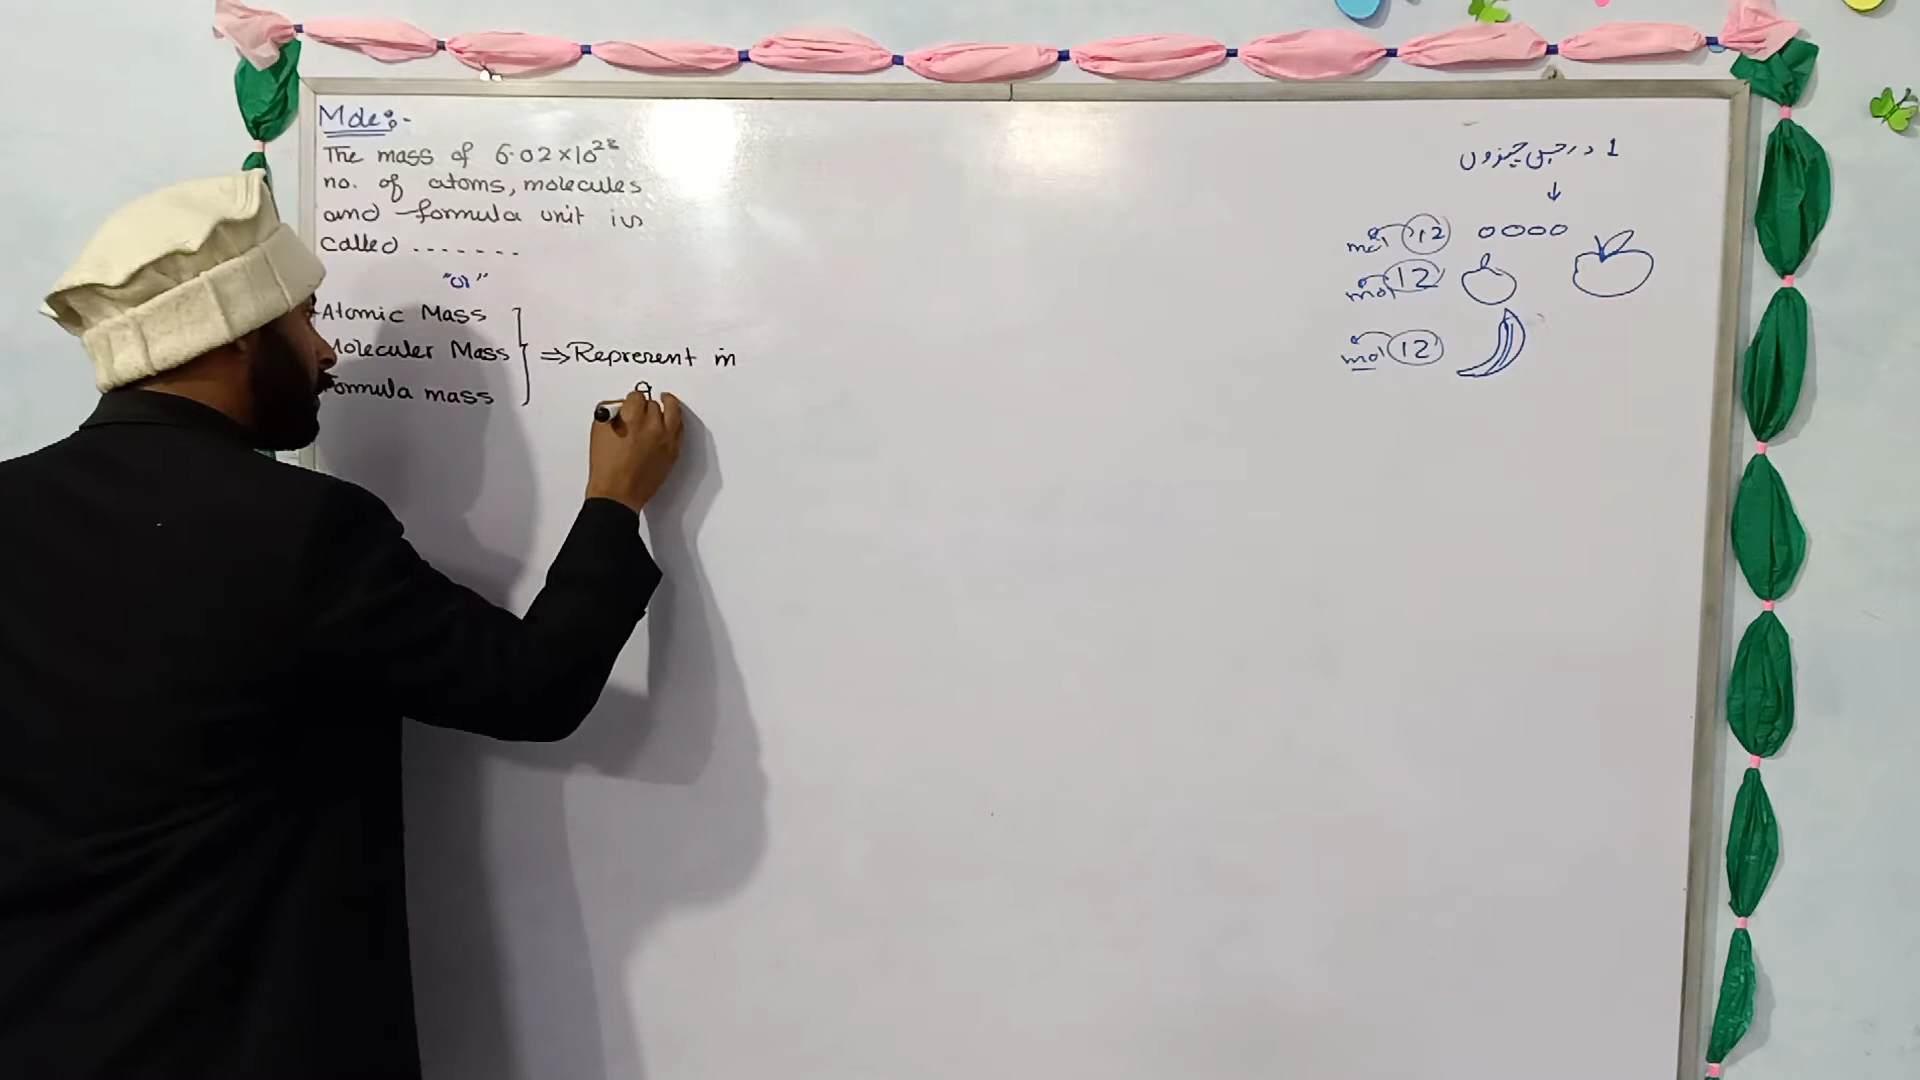 Mole:-
The mass of 6.02×10²³
no. of atoms, molecules
and formula unit is
called .......
"or"
Atomic Mass
Moleculer Mass
Formula mass
⇒ Represent in
g
1 درجن چیزوں
↓
mol 12
mol 12
mol 12